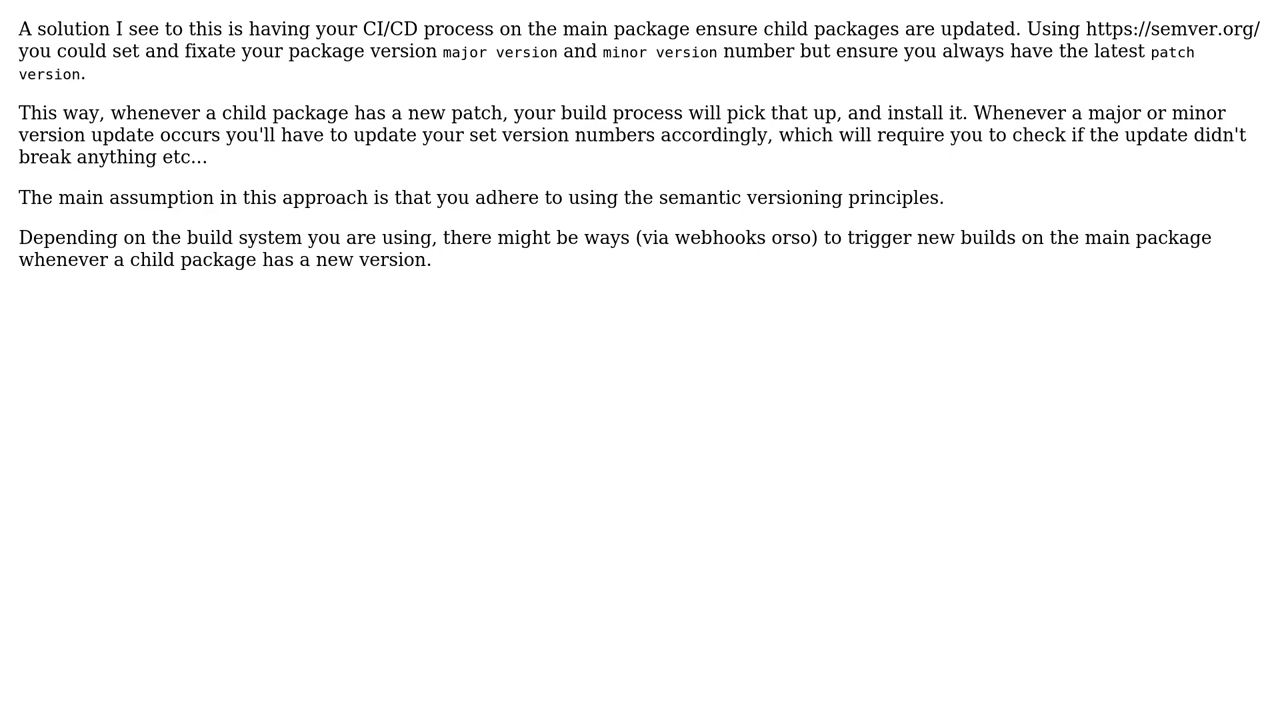 A solution I see to this is having your CI/CD process on the main package ensure child packages are updated. Using https://semver.org/
you could set and fixate your package version major version and minor version number but ensure you always have the latest patch
version.
This way, whenever a child package has a new patch, your build process will pick that up, and install it. Whenever a major or minor
version update occurs you'll have to update your set version numbers accordingly, which will require you to check if the update didn't
break anything etc...
The main assumption in this approach is that you adhere to using the semantic versioning principles.
Depending on the build system you are using, there might be ways (via webhooks orso) to trigger new builds on the main package
whenever a child package has a new version.